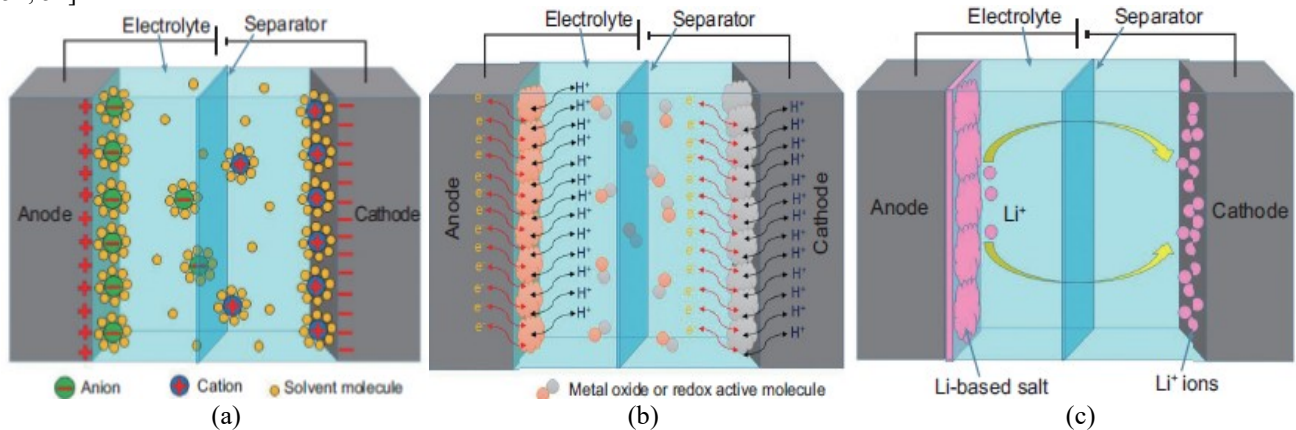 Electrolyte Separator
Anode
Cathode
Anion Cation Solvent molecule
(a)
Electrolyte Separator
Anode
e e e e e e e e e e e e e
H⁺ H⁺ H⁺ H⁺ H⁺ H⁺ H⁺ H⁺ H⁺ H⁺ H⁺ H⁺ H⁺
e e e e e e e e e e e e e
H⁺ H⁺ H⁺ H⁺ H⁺ H⁺ H⁺ H⁺ H⁺ H⁺ H⁺ H⁺
Cathode
Metal oxide or redox active molecule
(b)
Electrolyte Separator
Anode
Li⁺
Cathode
Li-based salt Li⁺ ions
(c)